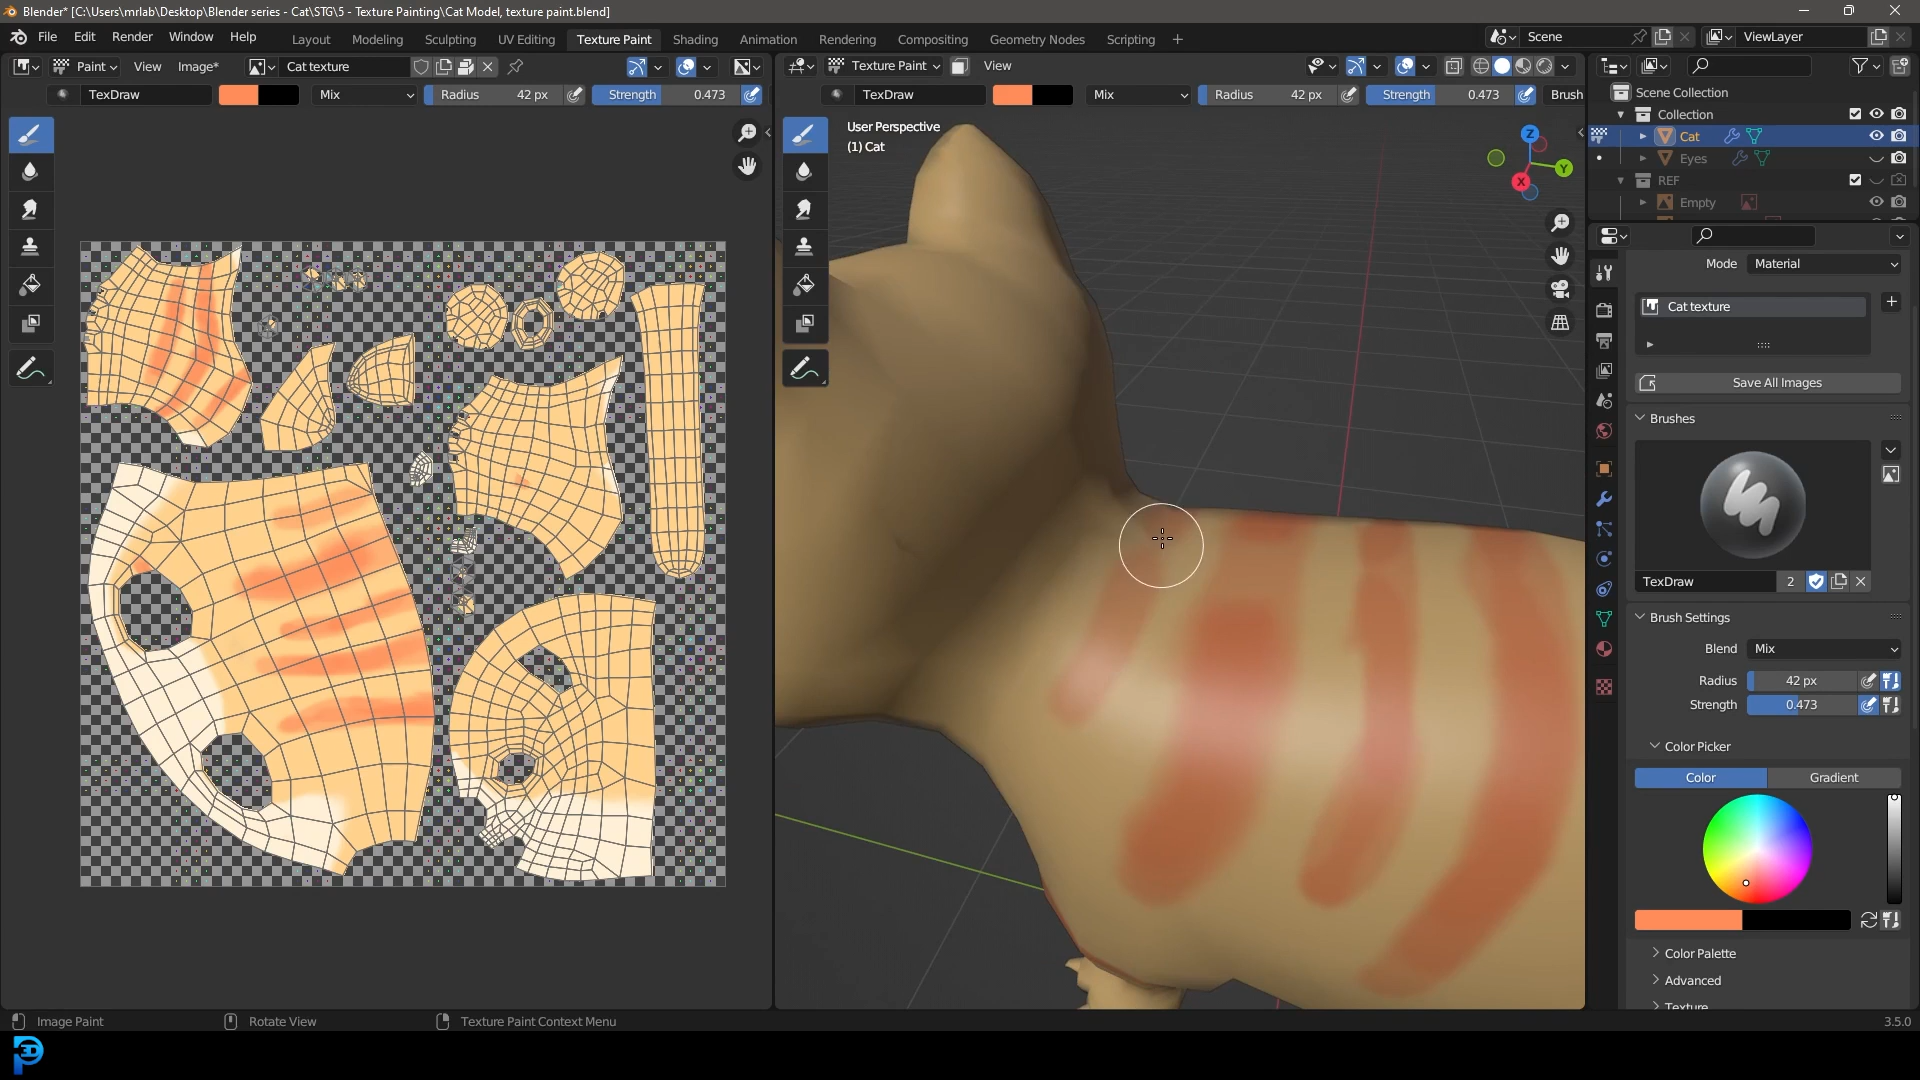 Blender* [C:\Users\mrlab\Desktop\Blender series - Cat\STG\5 - Texture Painting\Cat Model, texture paint.blend]
File Edit Render Window Help Layout Modeling Sculpting UV Editing Texture Paint Shading Animation Rendering Compositing Geometry Nodes Scripting + Scene ViewLayer
Paint View Image* Cat texture Texture Paint View
TexDraw Mix Radius 42 px Strength 0.473 TexDraw Mix Radius 42 px Strength 0.473 Brush
User Perspective
(1) Cat
Z
Y
X
Scene Collection
Collection
Cat
Eyes
REF
Empty
Mode Material
Cat texture
Save All Images
Brushes
TexDraw 2
Brush Settings
Blend Mix
Radius 42 px
Strength 0.473
Color Picker
Color Gradient
Color Palette
Advanced
Texture
Image Paint Rotate View Texture Paint Context Menu 3.5.0
3D